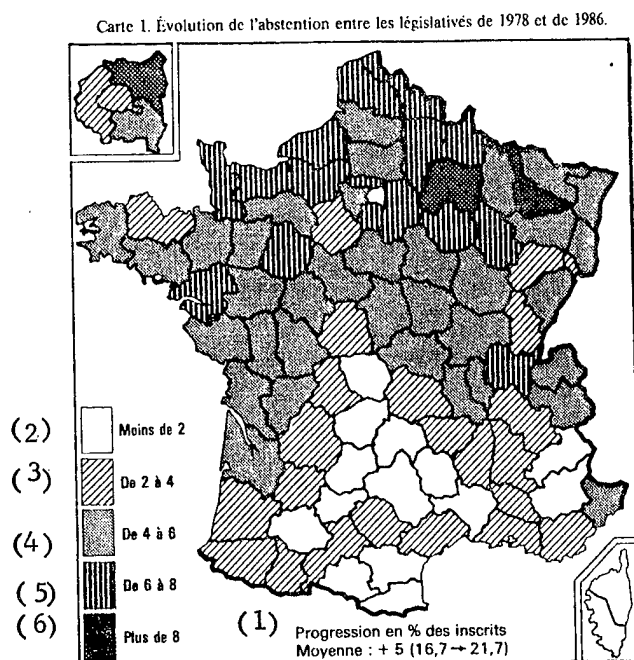 Carte 1. Évolution de l'abstention entre les législatives de 1978 et de 1986.
(2) Moins de 2
(3) De 2 à 4
(4) De 4 à 6
(5) De 6 à 8
(6) Plus de 8
(1) Progression en % des inscrits
Moyenne : + 5 (16,7 → 21,7)